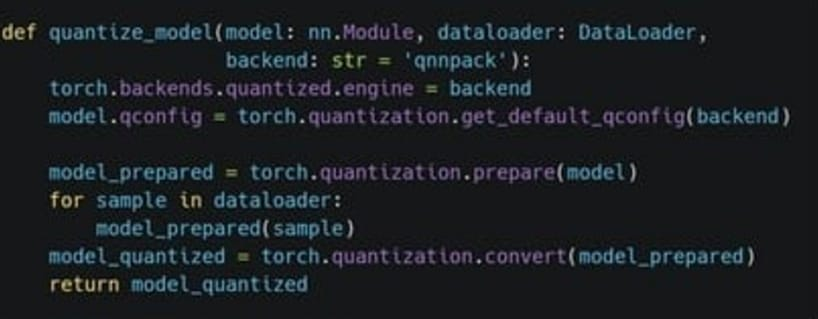 def quantize_model(model: nn.Module, dataloader: DataLoader,
                   backend: str = 'qnnpack'):
    torch.backends.quantized.engine = backend
    model.qconfig = torch.quantization.get_default_qconfig(backend)

    model_prepared = torch.quantization.prepare(model)
    for sample in dataloader:
        model_prepared(sample)
    model_quantized = torch.quantization.convert(model_prepared)
    return model_quantized